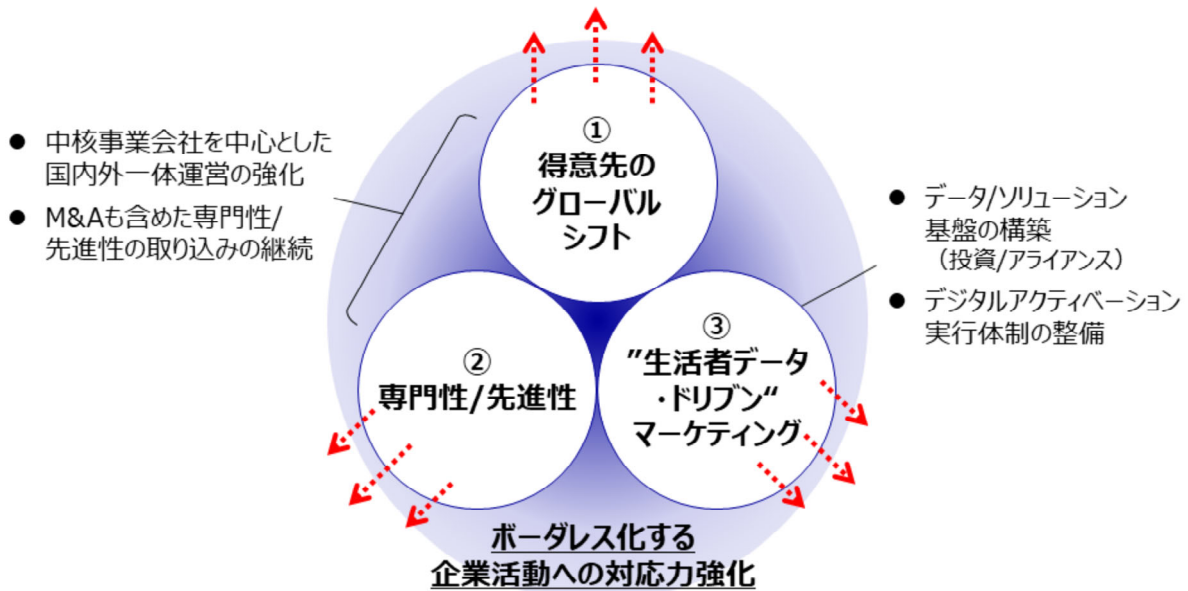 ● 中核事業会社を中心とした
国内外一体運営の強化
● M&Aも含めた専門性/
先進性の取り込みの継続
①
得意先の
グローバル
シフト
②
専門性/先進性
③
”生活者データ
・ドリブン“
マーケティング
● データ/ソリューション
基盤の構築
（投資/アライアンス）
● デジタルアクティベーション
実行体制の整備
ボーダレス化する
企業活動への対応力強化